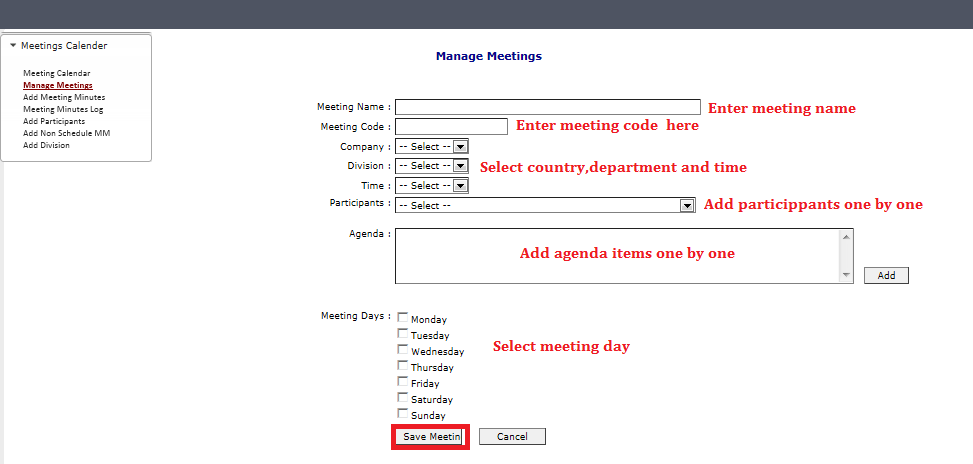 Meetings Calender
Meeting Calendar
Manage Meetings
Add Meeting Minutes
Meeting Minutes Log
Add Participants
Add Non Schedule MM
Add Division
Manage Meetings
Meeting Name : Enter meeting name
Meeting Code : Enter meeting code here
Company : -- Select --
Division : -- Select -- Select country,department and time
Time : -- Select --
Participants : -- Select -- Add particippants one by one
Agenda : Add agenda items one by one
Add
Meeting Days : Monday
Tuesday
Wednesday Select meeting day
Thursday
Friday
Saturday
Sunday
Save Meetin Cancel